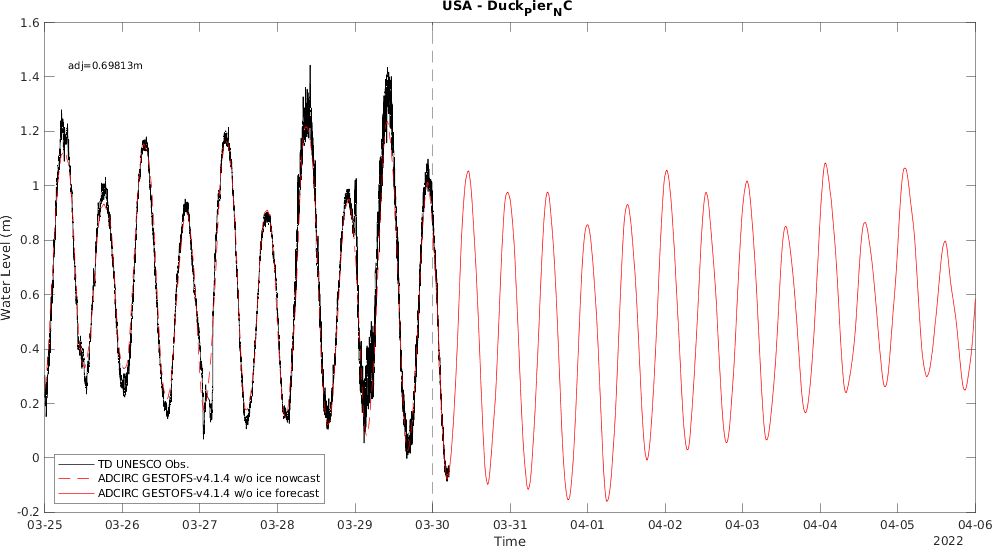 USA - Duck_Pier_NC
1.6
1.4
1.2
1
0.8
0.6
0.4
0.2
0
-0.2
Water Level (m)
adj=0.69813m
TD UNESCO Obs.
ADCIRC GESTOFS-v4.1.4 w/o ice nowcast
ADCIRC GESTOFS-v4.1.4 w/o ice forecast
03-25 03-26 03-27 03-28 03-29 03-30 03-31 04-01 04-02 04-03 04-04 04-05 04-06
Time
2022